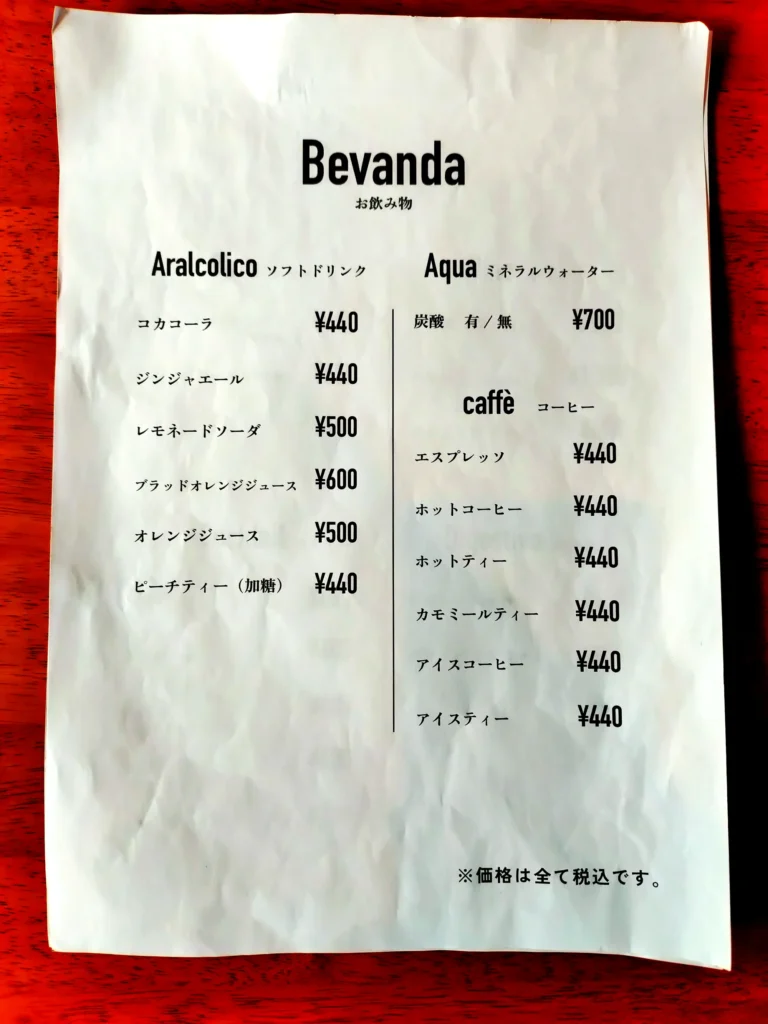 Bevanda
お飲み物
Aralcolico ソフトドリンク
コカコーラ ¥440
ジンジャエール ¥440
レモネードソーダ ¥500
ブラッドオレンジジュース ¥600
オレンジジュース ¥500
ピーチティー（加糖） ¥440
Aqua ミネラルウォーター
炭酸 有／無 ¥700
caffè コーヒー
エスプレッソ ¥440
ホットコーヒー ¥440
ホットティー ¥440
カモミールティー ¥440
アイスコーヒー ¥440
アイスティー ¥440
※価格は全て税込です。